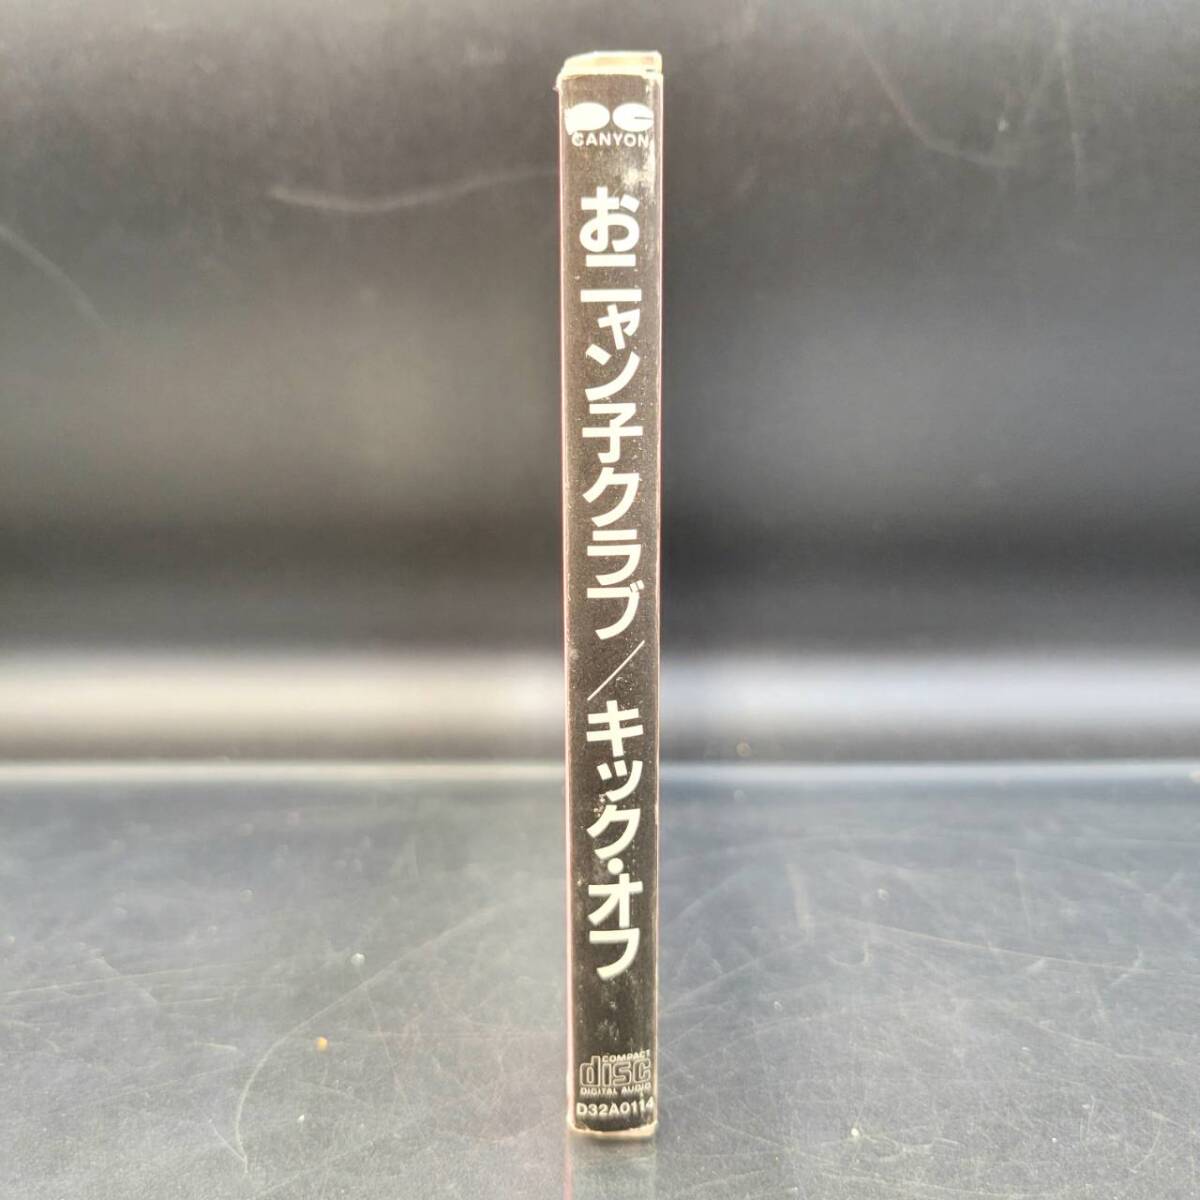 PC
CANYON
おニャン子クラブ/キック・オフ
COMPACT
disc
DIGITAL AUDIO
D32A0114